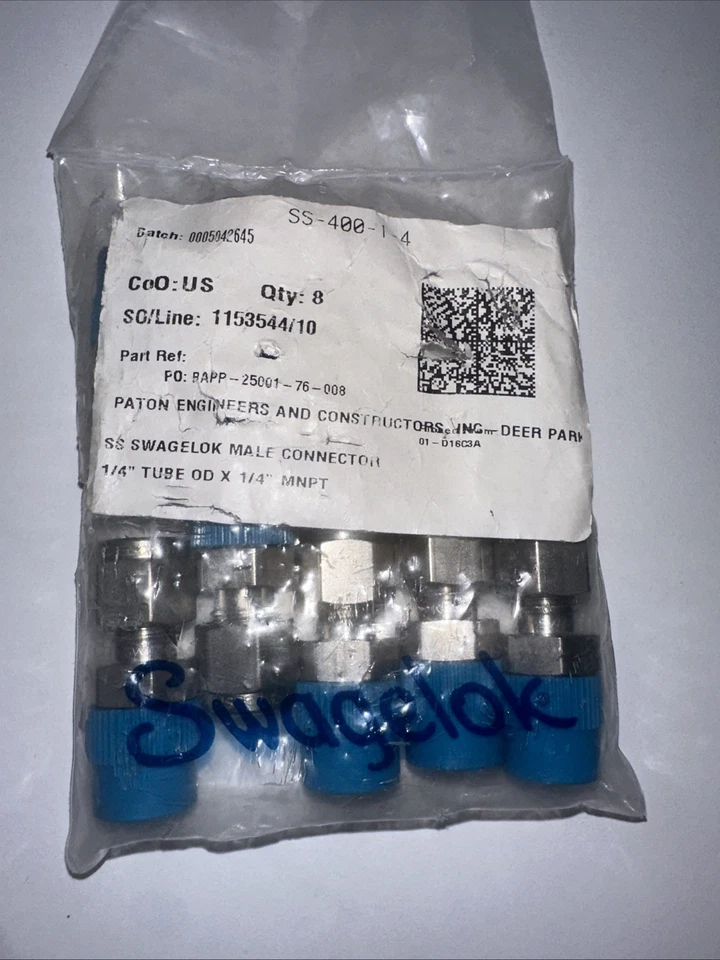 SS-400-1-4
Batch: 0005042645
CoO: US Qty: 8
SO/Line: 1153544/10
Part Ref:
PO: BAPP-25001-76-008
PATON ENGINEERS AND CONSTRUCTORS, INC-DEER PARK
01-D16C3A
SS SWAGELOK MALE CONNECTOR
1/4" TUBE OD X 1/4" MNPT
Swagelok